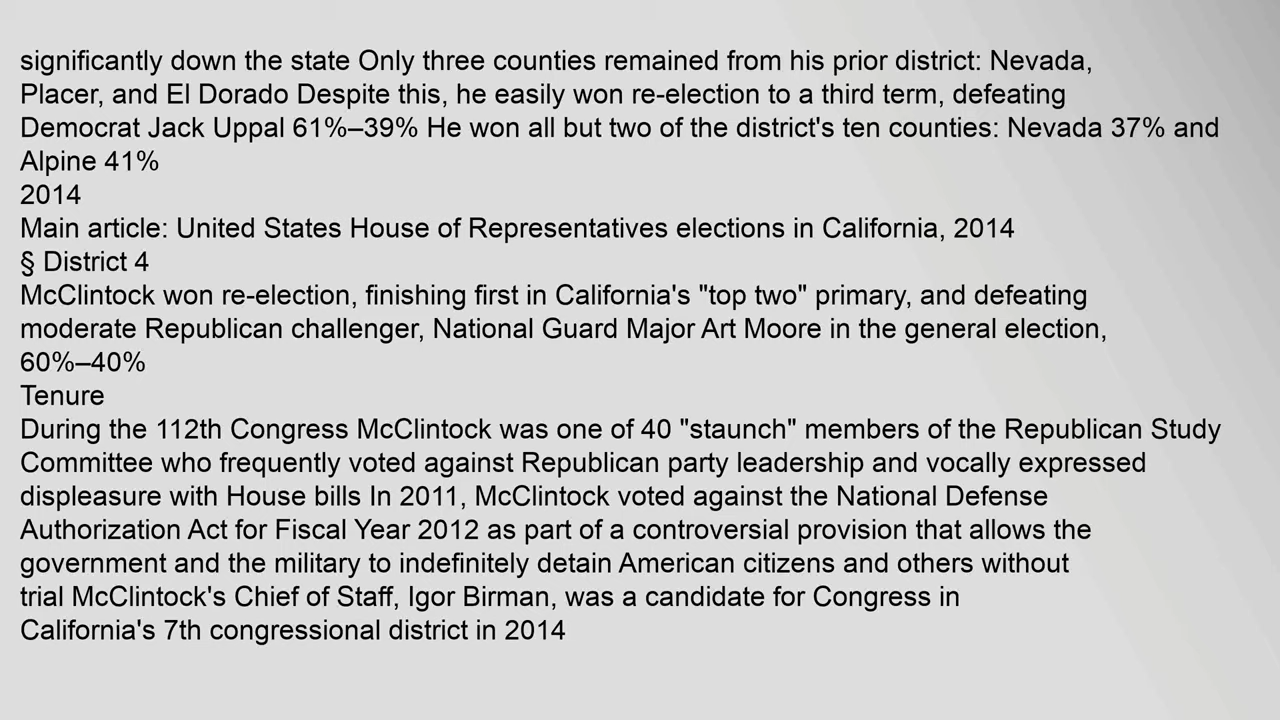 significantly down the state Only three counties remained from his prior district: Nevada,
Placer, and El Dorado Despite this, he easily won re-election to a third term, defeating
Democrat Jack Uppal 61%–39% He won all but two of the district's ten counties: Nevada 37% and
Alpine 41%
2014
Main article: United States House of Representatives elections in California, 2014
§ District 4
McClintock won re-election, finishing first in California's "top two" primary, and defeating
moderate Republican challenger, National Guard Major Art Moore in the general election,
60%–40%
Tenure
During the 112th Congress McClintock was one of 40 "staunch" members of the Republican Study
Committee who frequently voted against Republican party leadership and vocally expressed
displeasure with House bills In 2011, McClintock voted against the National Defense
Authorization Act for Fiscal Year 2012 as part of a controversial provision that allows the
government and the military to indefinitely detain American citizens and others without
trial McClintock's Chief of Staff, Igor Birman, was a candidate for Congress in
California's 7th congressional district in 2014